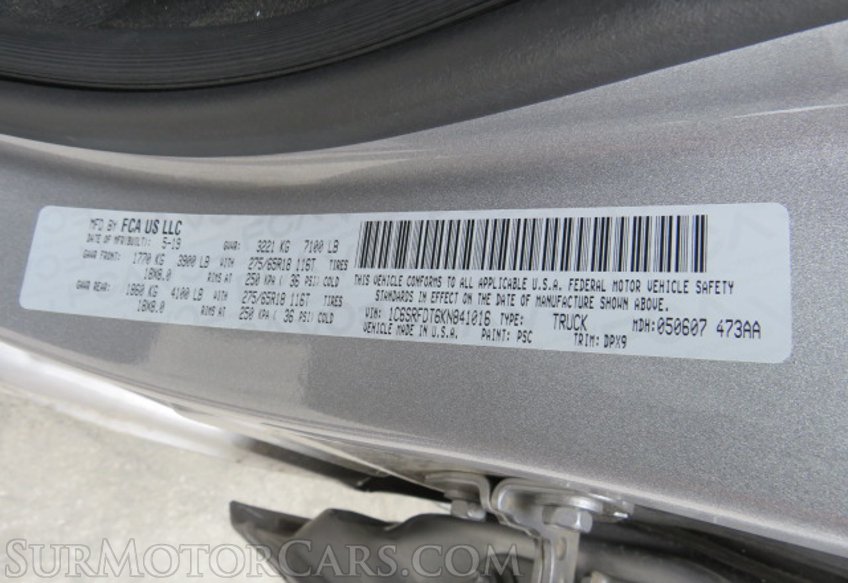 MFD BY FCA US LLC
DATE OF MFR(BUILT): 5-19 GVWR: 3221 KG 7100 LB
GAWR FRONT: 1770 KG 3900 LB WITH 275/65R18 116T TIRES
18X8.0 RIMS AT 250 KPA ( 36 PSI) COLD
GAWR REAR: 1860 KG 4100 LB WITH 275/65R18 116T TIRES
18X8.0 RIMS AT 250 KPA ( 36 PSI) COLD
THIS VEHICLE CONFORMS TO ALL APPLICABLE U.S.A. FEDERAL MOTOR VEHICLE SAFETY
STANDARDS IN EFFECT ON THE DATE OF MANUFACTURE SHOWN ABOVE.
VIN: 1C6SRFDT6KN841016 TYPE: TRUCK MDH: 050607 473AA
VEHICLE MADE IN U.S.A. PAINT: PSC TRIM: DPX9
SURMOTORCARS.COM